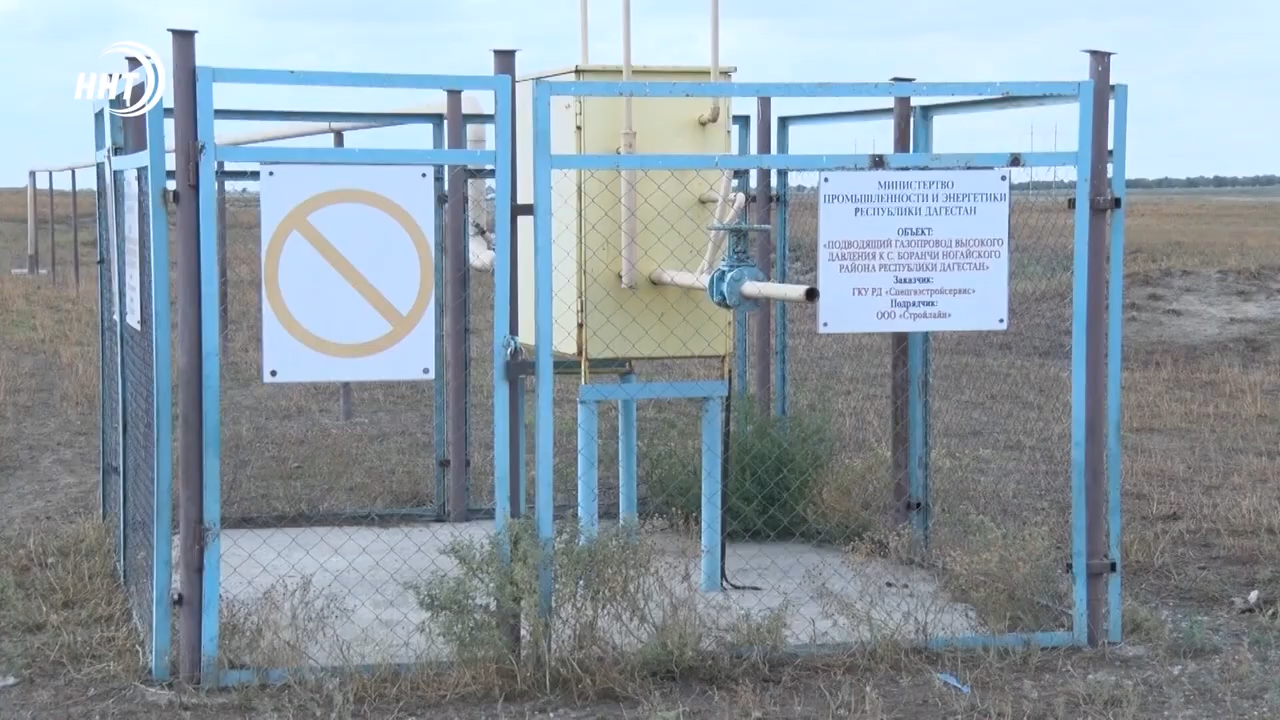 ННТ
МИНИСТЕРТВО
ПРОМЫШЛЕННОСТИ И ЭНЕРГЕТИКИ
РЕСПУБЛИКИ ДАГЕСТАН
ОБЪЕКТ:
«ПОДВОДЯЩИЙ ГАЗОПРОВОД ВЫСОКОГО
ДАВЛЕНИЯ К С. БОРАНЧИ НОГАЙСКОГО
РАЙОНА РЕСПУБЛИКИ ДАГЕСТАН»
Заказчик:
ГКУ РД «Спецгазстройсервис»
Подрядчик:
ООО «Стройлайн»